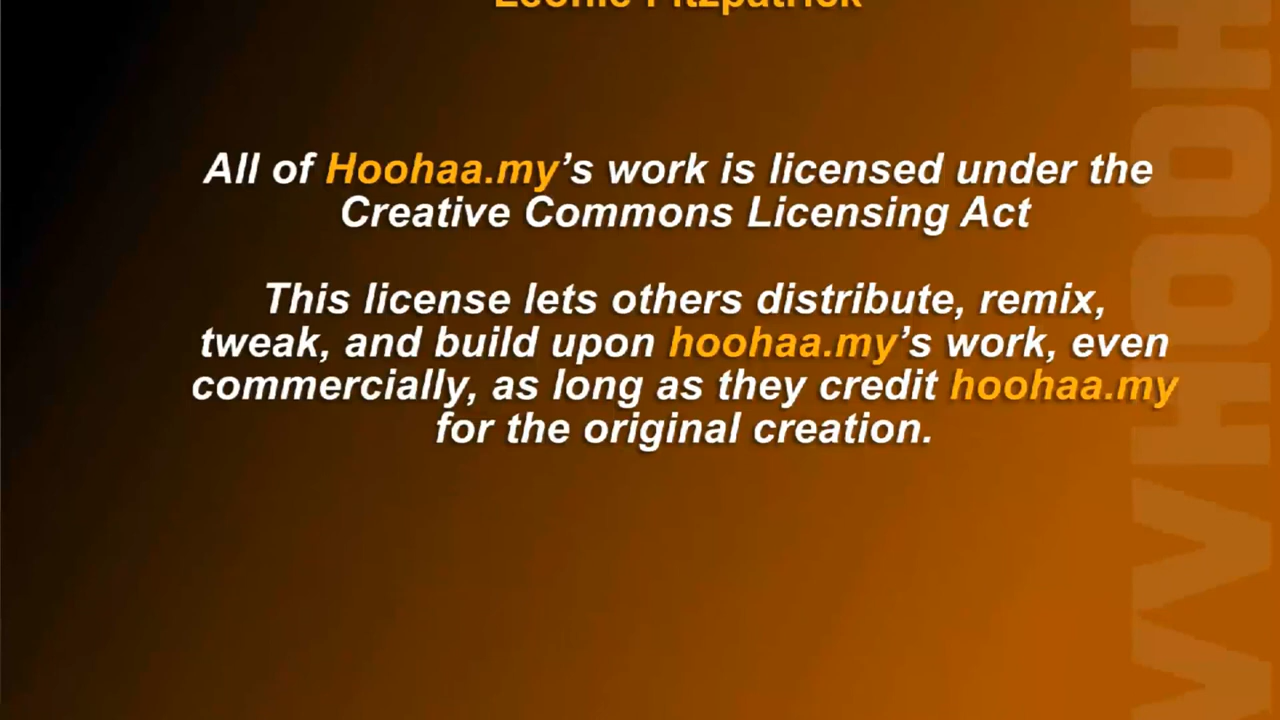 Leonie Fitzpatrick
All of Hoohaa.my’s work is licensed under the
Creative Commons Licensing Act
This license lets others distribute, remix,
tweak, and build upon hoohaa.my’s work, even
commercially, as long as they credit hoohaa.my
for the original creation.